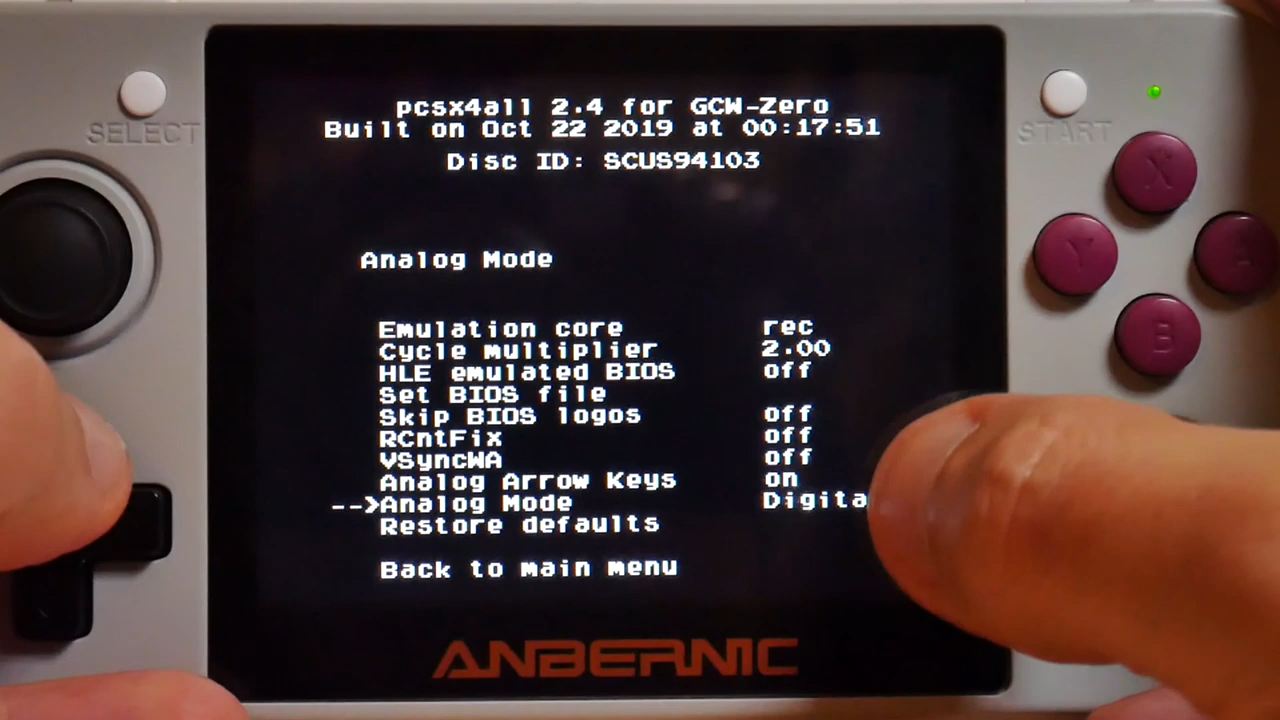 SELECT
START
pcsx4all 2.4 for GCW-Zero
Built on Oct 22 2019 at 00:17:51
Disc ID: SCUS94103
X
Y
A
B
Analog Mode
Emulation core rec
Cycle multiplier 2.00
HLE emulated BIOS off
Set BIOS file
Skip BIOS logos off
RCntFix off
VSyncWA off
Analog Arrow Keys on
-->Analog Mode Digita
Restore defaults
Back to main menu
ANBERNIC